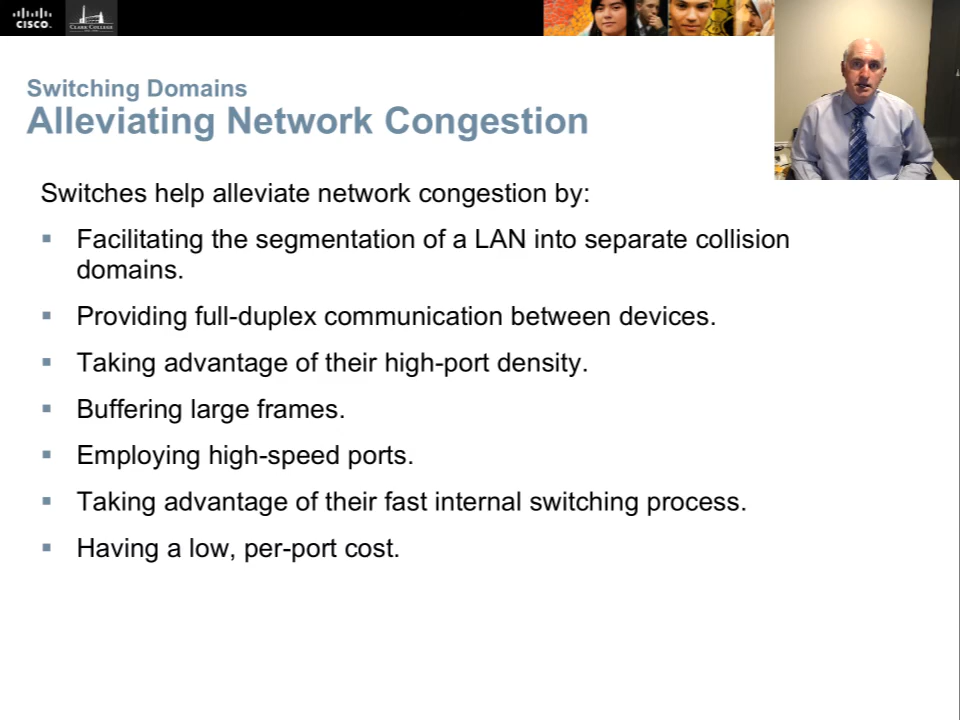 CISCO
CLARK COLLEGE
Switching Domains
Alleviating Network Congestion
Switches help alleviate network congestion by:
▪ Facilitating the segmentation of a LAN into separate collision
domains.
▪ Providing full-duplex communication between devices.
▪ Taking advantage of their high-port density.
▪ Buffering large frames.
▪ Employing high-speed ports.
▪ Taking advantage of their fast internal switching process.
▪ Having a low, per-port cost.